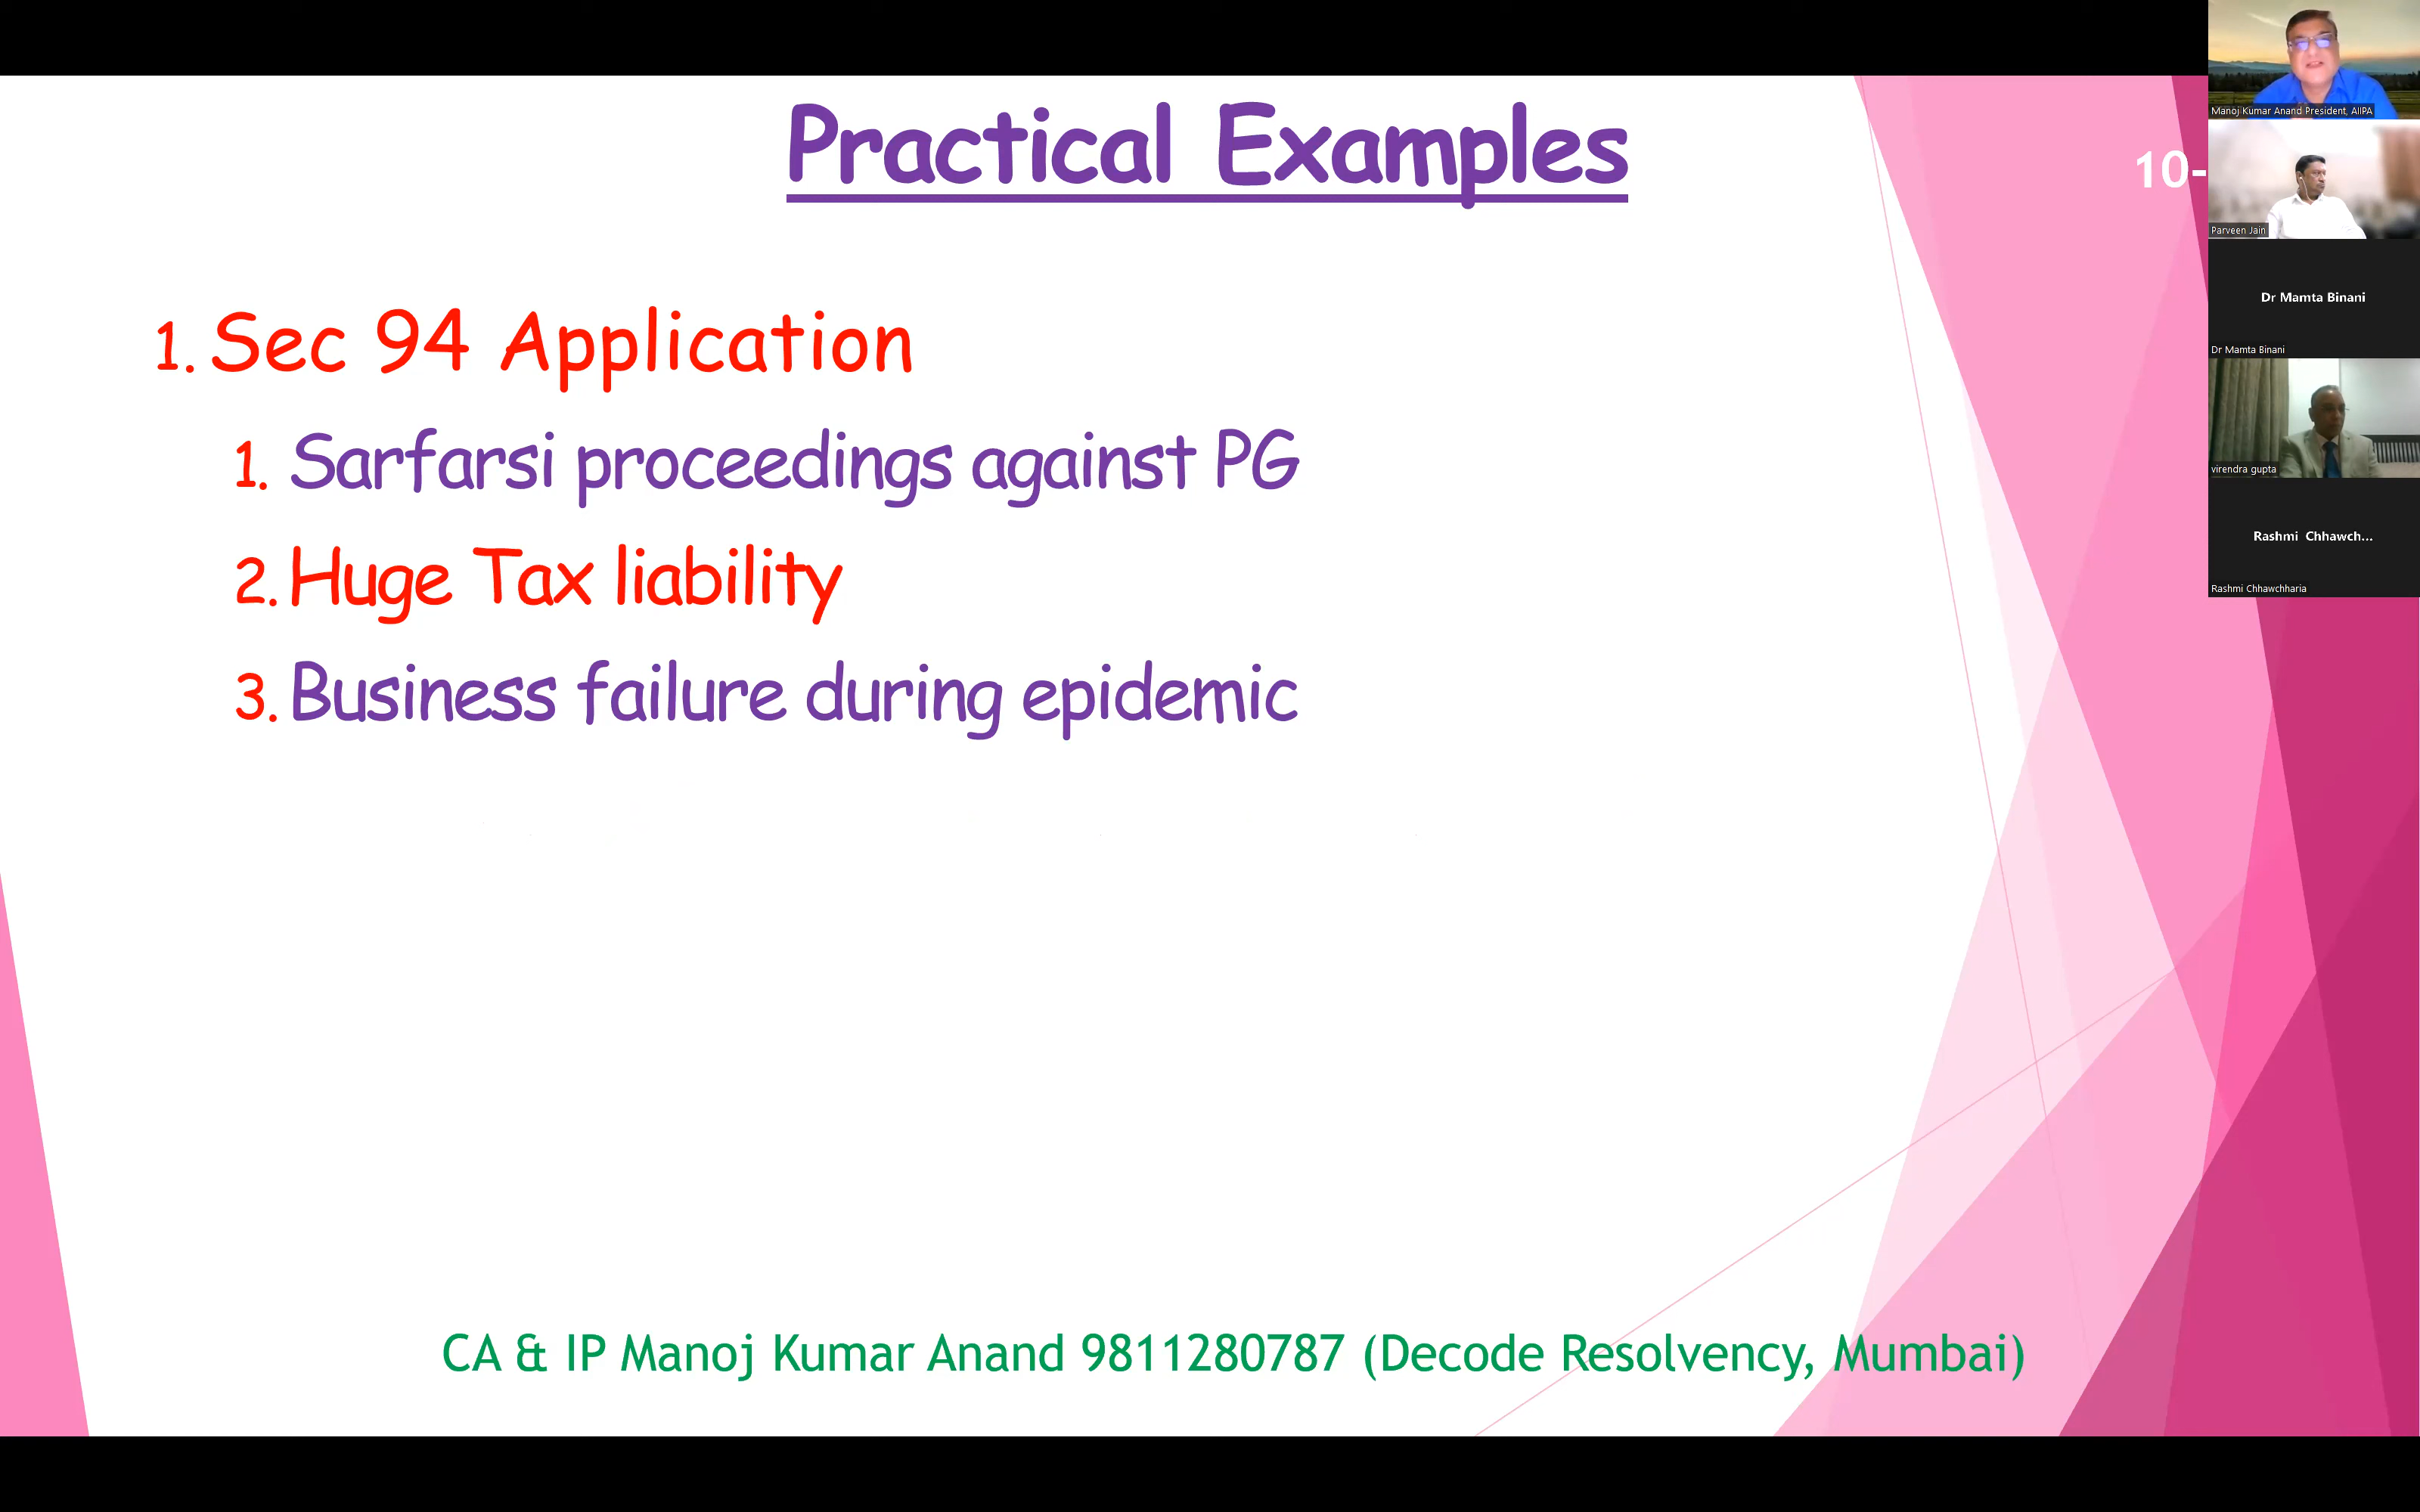 Practical Examples
10-
1. Sec 94 Application
1. Sarfarsi proceedings against PG
2. Huge Tax liability
3. Business failure during epidemic
CA & IP Manoj Kumar Anand 9811280787 (Decode Resolvency, Mumbai)
Manoj Kumar Anand President, AIIPA
Parveen Jain
Dr Mamta Binani
Dr Mamta Binani
virendra gupta
Rashmi Chhawch...
Rashmi Chhawchharia